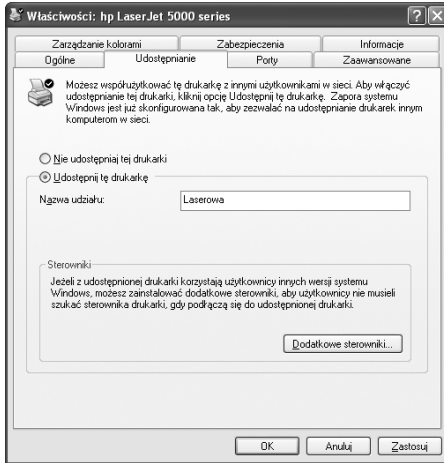 Właściwości: hp LaserJet 5000 series
Zarządzanie kolorami Zabezpieczenia Informacje
Ogólne Udostępnianie Porty Zaawansowane
Możesz współużytkować tę drukarkę z innymi użytkownikami w sieci. Aby włączyć
udostępnianie tej drukarki, kliknij opcję Udostępnij tę drukarkę. Zapora systemu
Windows jest już skonfigurowana tak, aby zezwalać na udostępnianie drukarek innym
komputerom w sieci.
Nie udostępniaj tej drukarki
Udostępnij tę drukarkę
Nazwa udziału: Laserowa
Sterowniki
Jeżeli z udostępnionej drukarki korzystają użytkownicy innych wersji systemu
Windows, możesz zainstalować dodatkowe sterowniki, aby użytkownicy nie musieli
szukać sterownika drukarki, gdy podłączą się do udostępnionej drukarki.
Dodatkowe sterowniki...
OK Anuluj Zastosuj